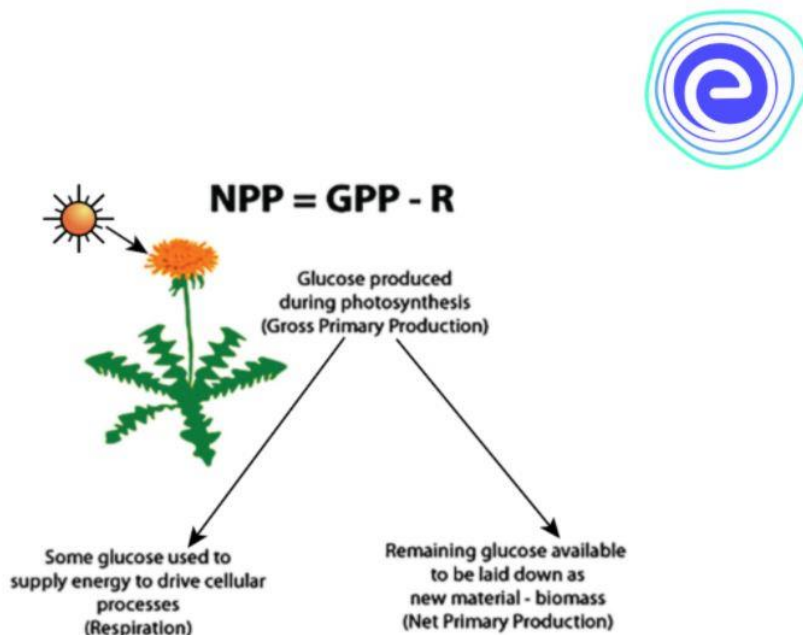 NPP = GPP - R
Glucose produced
during photosynthesis
(Gross Primary Production)
Some glucose used to
supply energy to drive cellular
processes
(Respiration)
Remaining glucose available
to be laid down as
new material - biomass
(Net Primary Production)